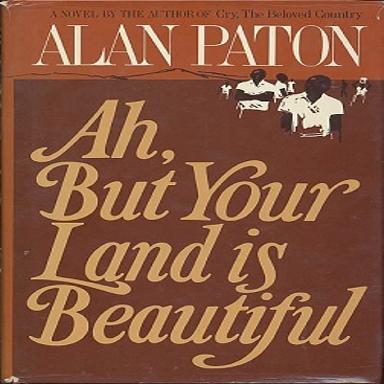 A NOVEL BY THE AUTHOR OF Cry, The Beloved Country
ALAN PATON
Ah,
But Your
Land is
Beautiful